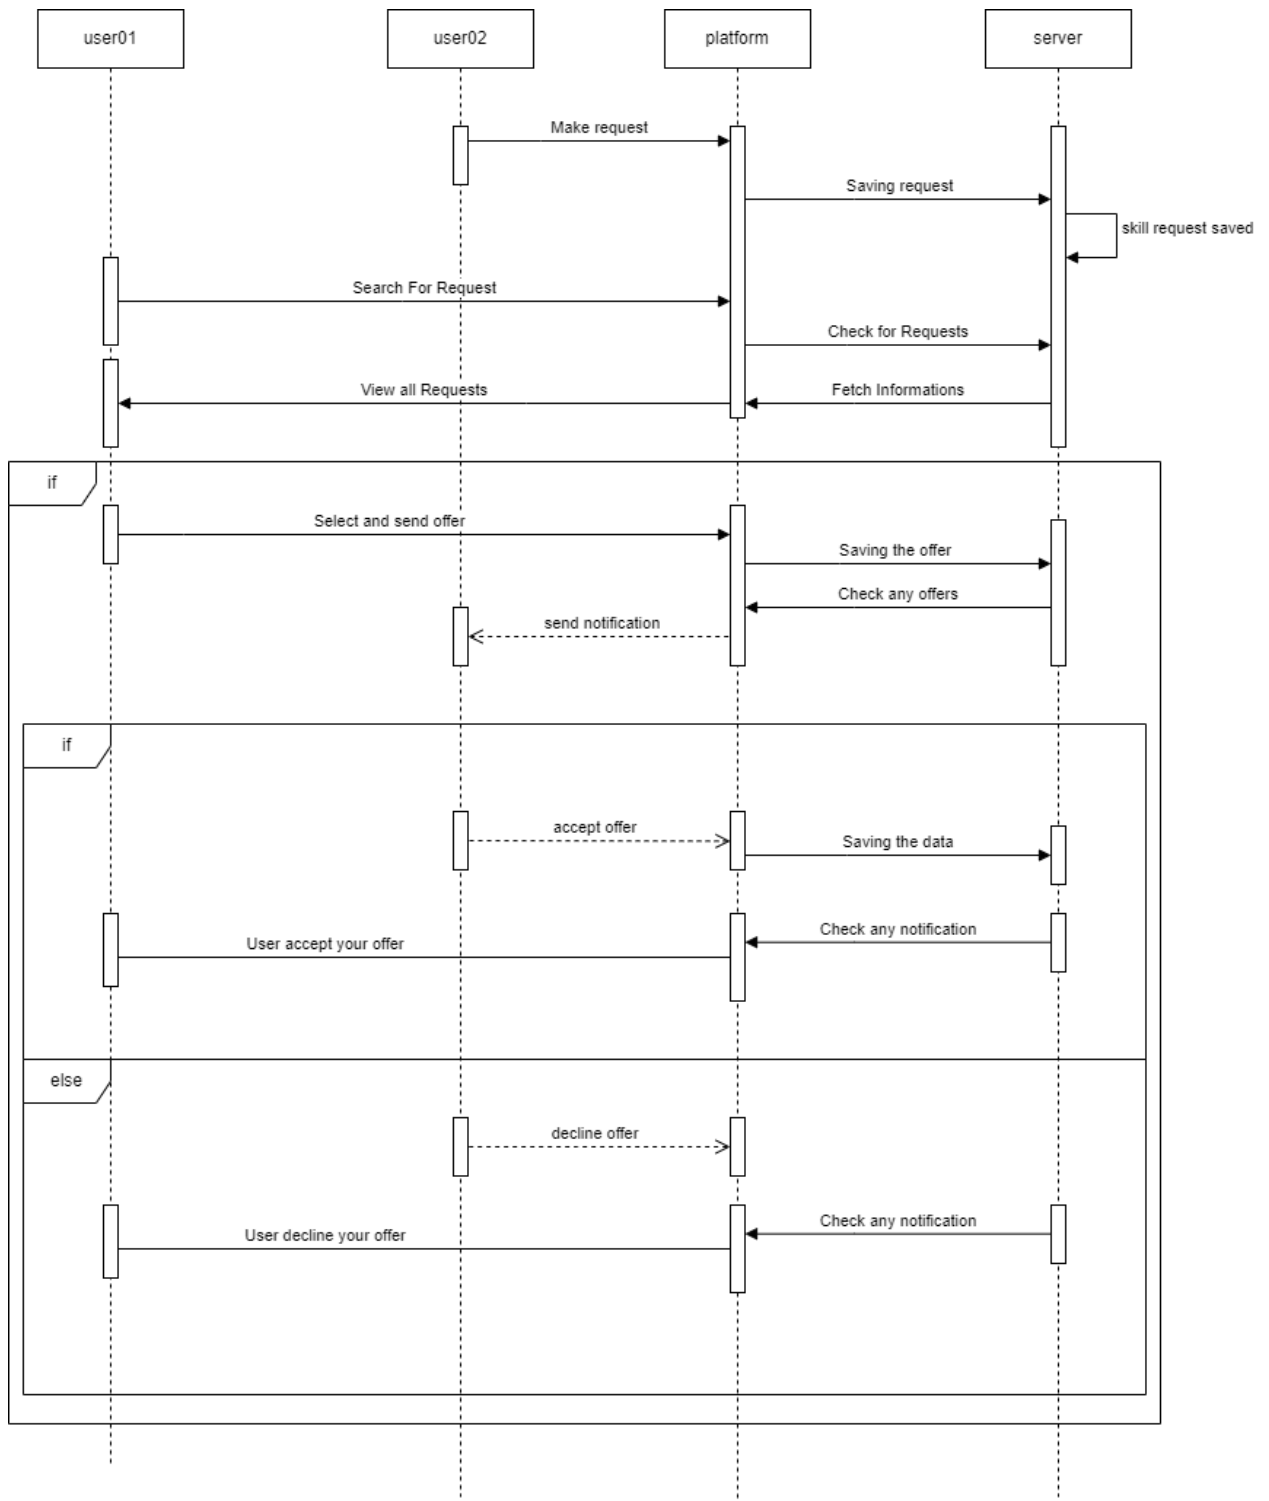 user01
user02
platform
server
Make request
Saving request
skill request saved
Search For Request
Check for Requests
View all Requests
Fetch Informations
if
Select and send offer
Saving the offer
Check any offers
send notification
if
accept offer
Saving the data
Check any notification
User accept your offer
else
decline offer
Check any notification
User decline your offer